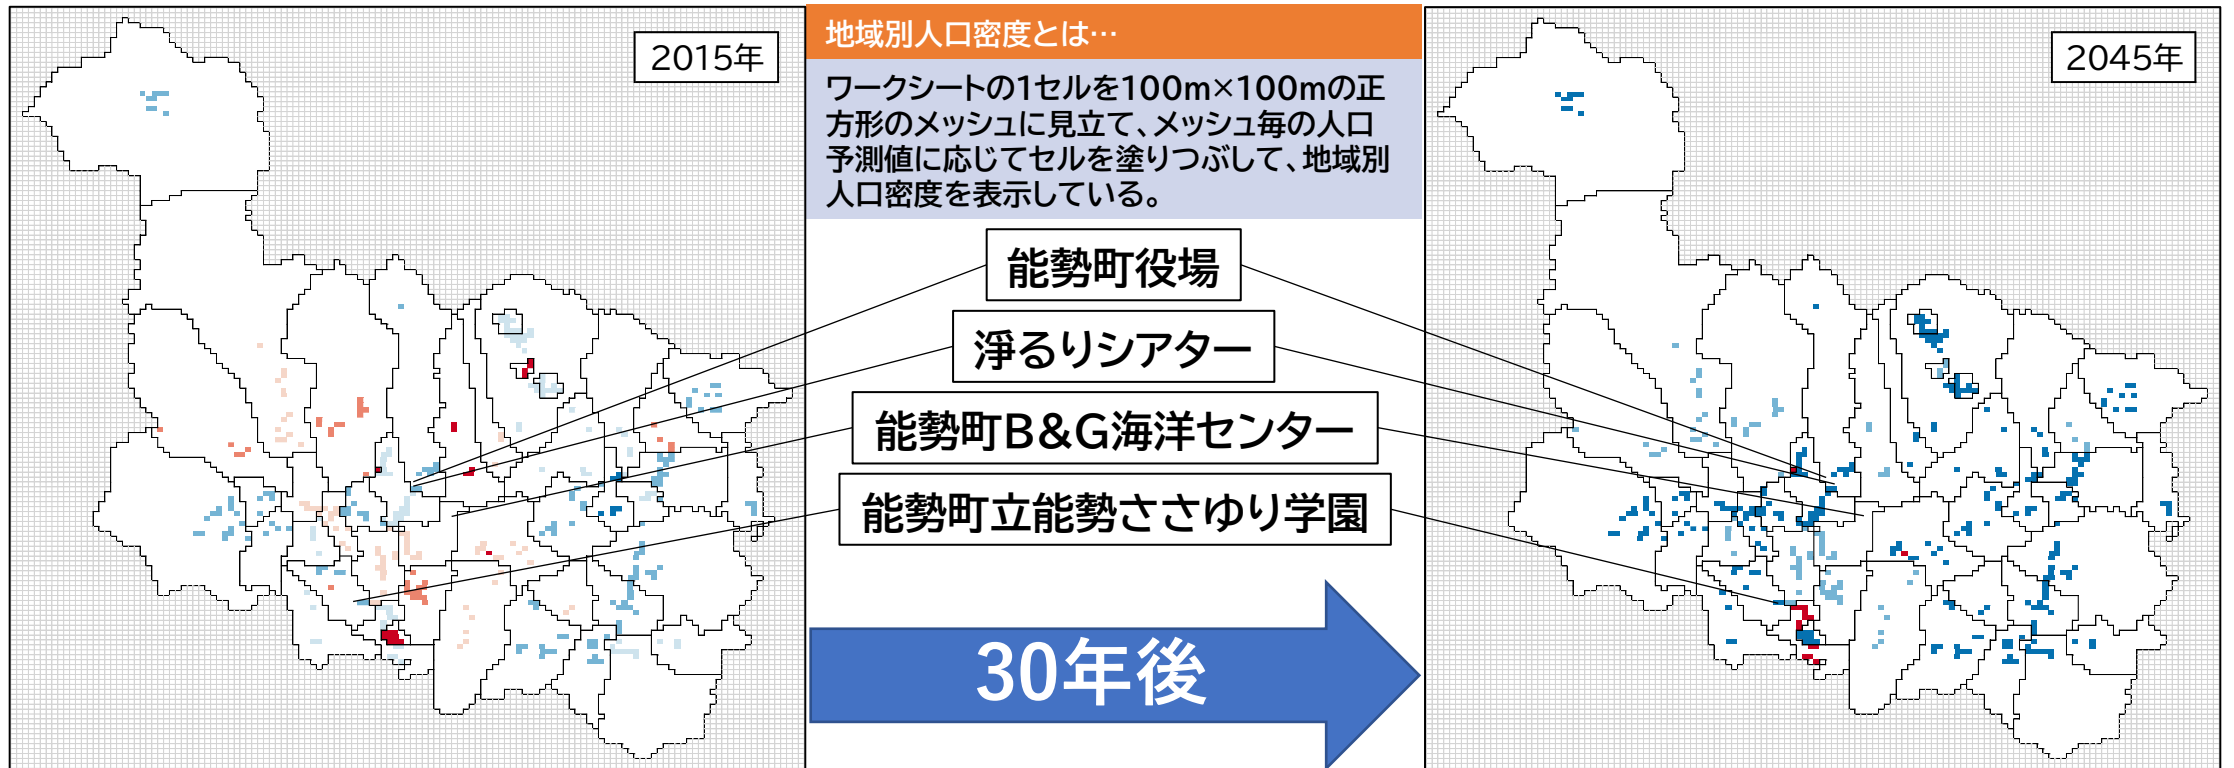 2015年
地域別人口密度とは…
ワークシートの1セルを100m×100mの正
方形のメッシュに見立て、メッシュ毎の人口
予測値に応じてセルを塗りつぶして、地域別
人口密度を表示している。
能勢町役場
淨るりシアター
能勢町B&G海洋センター
能勢町立能勢ささゆり学園
30年後
2045年